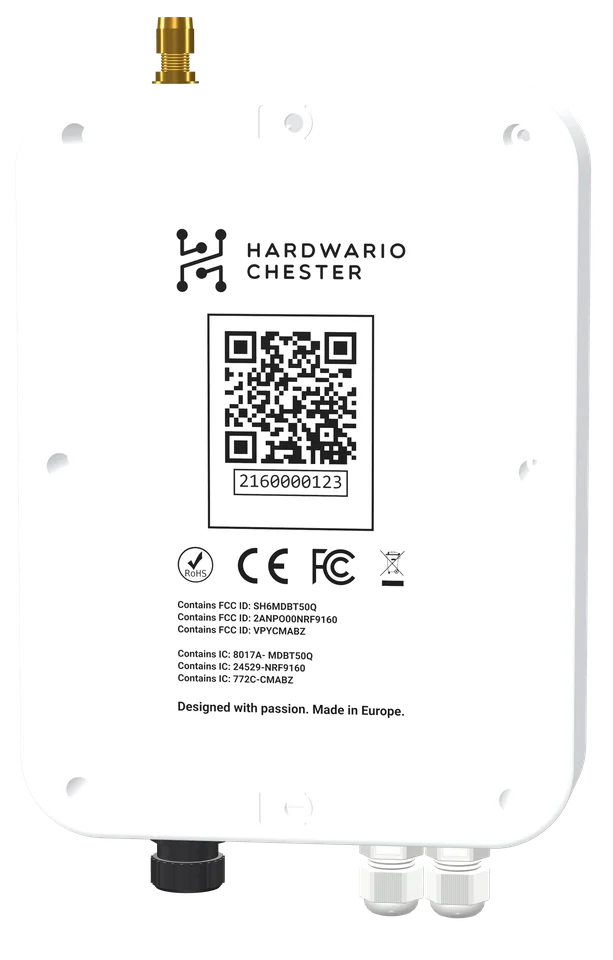 HARDWARIO
CHESTER
2160000123
RoHS
CE
FC
Contains FCC ID: SH6MDBT50Q
Contains FCC ID: 2ANPO00NRF9160
Contains FCC ID: VPYCMABZ
Contains IC: 8017A- MDBT50Q
Contains IC: 24529-NRF9160
Contains IC: 772C-CMABZ
Designed with passion. Made in Europe.